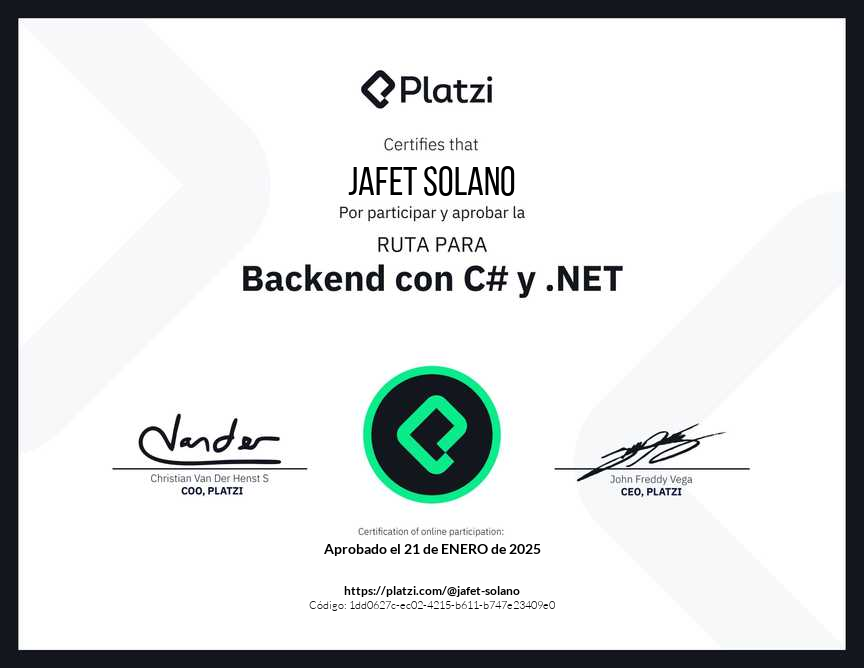 Platzi
Certifies that
JAFET SOLANO
Por participar y aprobar la
RUTA PARA
Backend con C# y .NET
Vander
Christian Van Der Henst S
COO, PLATZI
John Freddy Vega
CEO, PLATZI
Certification of online participation:
Aprobado el 21 de ENERO de 2025
https://platzi.com/@jafet-solano
Código: 1dd0627c-ec02-4215-b611-b747e23409e0